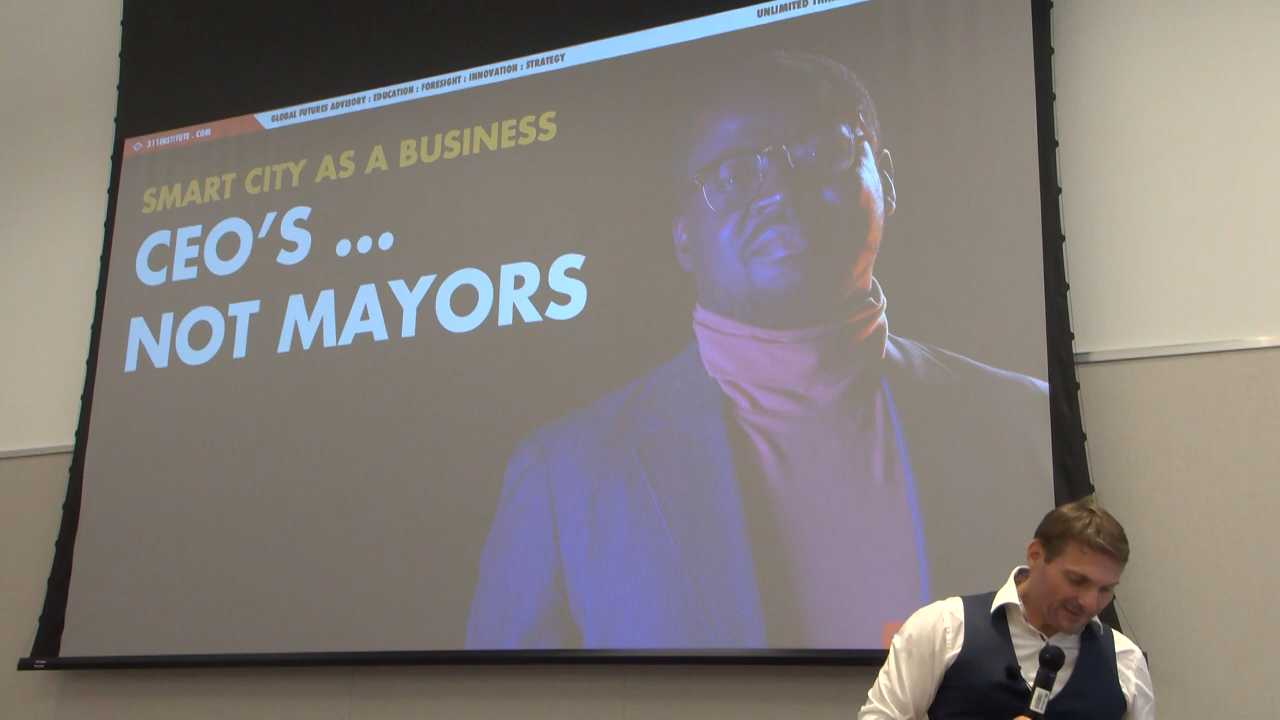 UNLIMITED
311INSTITUTE.COM
GLOBAL FUTURES ADVISORY : EDUCATION : FORESIGHT : INNOVATION : STRATEGY
SMART CITY AS A BUSINESS
CEO'S ...
NOT MAYORS